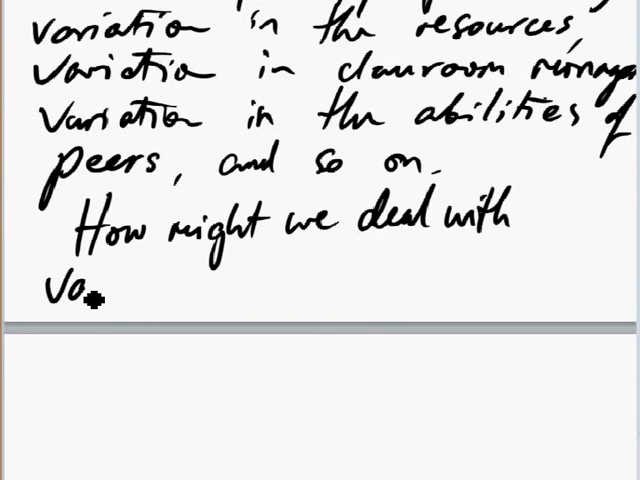 variation in the resources,
variation in classroom manage
variation in the abilities of
peers, and so on.
How might we deal with
va